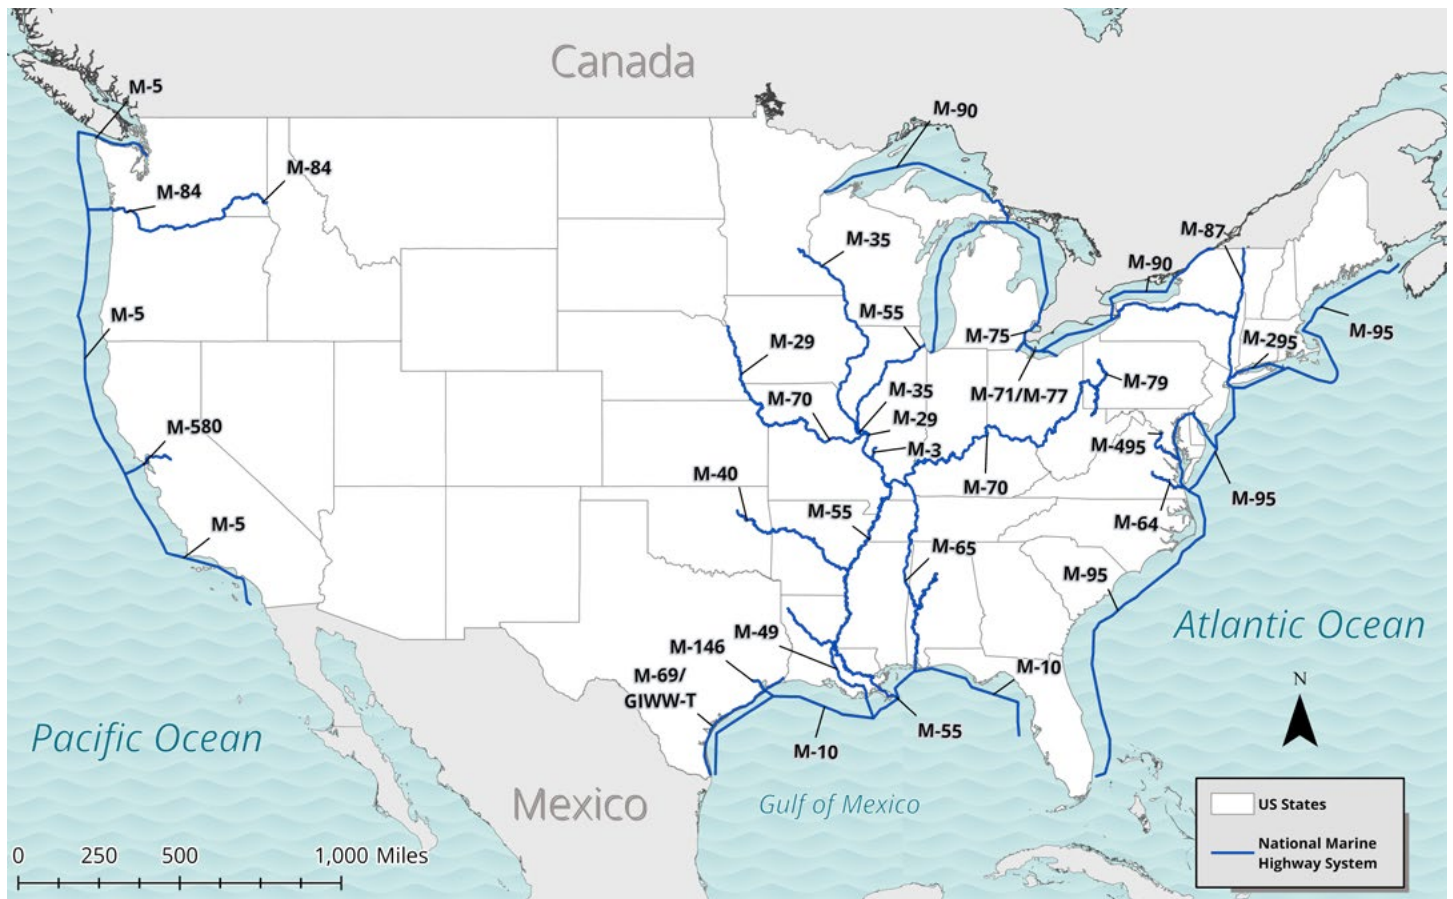 Canada
M-5
M-90
M-84
M-84
M-87
M-35
M-90
M-5
M-55
M-75
M-295
M-95
M-29
M-71/M-77
M-79
M-70
M-35
M-29
M-580
M-3
M-495
M-40
M-70
M-95
M-5
M-55
M-64
M-65
M-95
Atlantic Ocean
M-49
M-146
M-10
M-69/
GIWW-T
N
Pacific Ocean
M-55
M-10
Mexico
Gulf of Mexico
US States
National Marine
Highway System
0 250 500 1,000 Miles